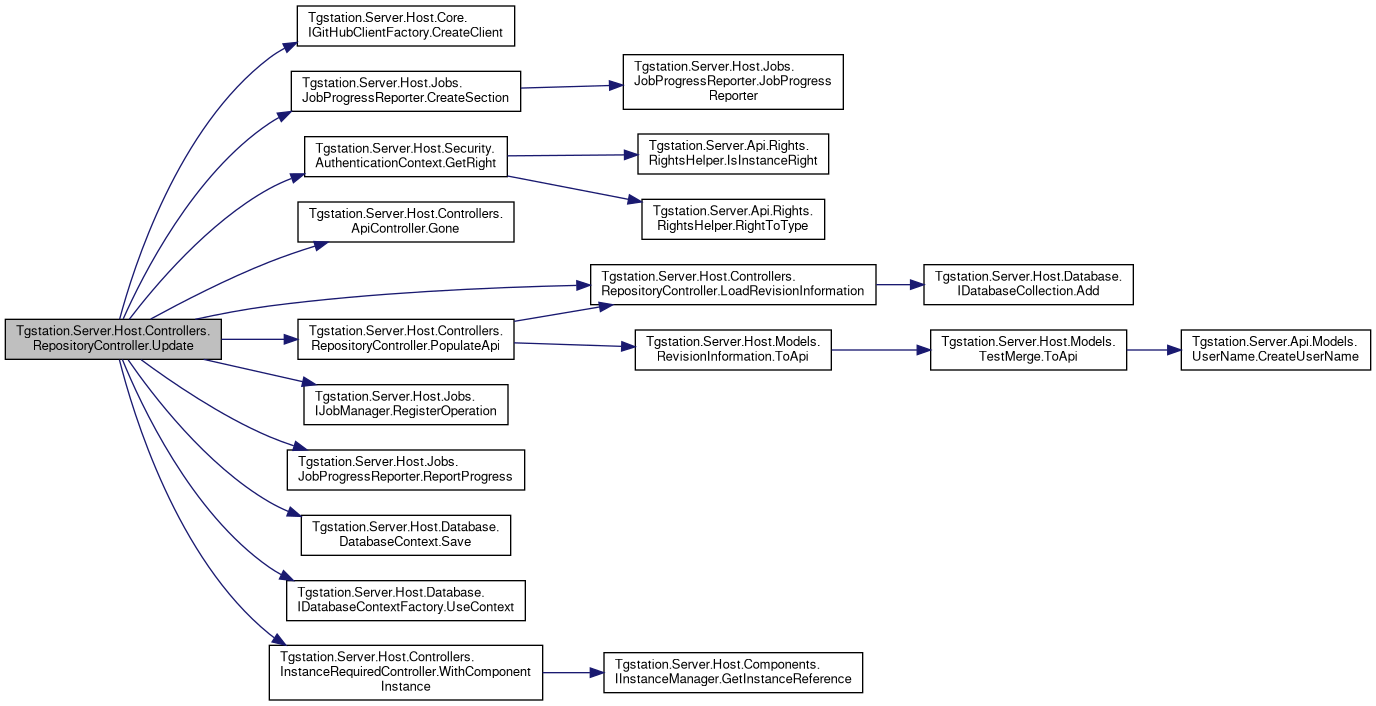 Tgstation.Server.Host.Core.
IGitHubClientFactory.CreateClient
Tgstation.Server.Host.Jobs.
JobProgressReporter.CreateSection
Tgstation.Server.Host.Jobs.
JobProgressReporter.JobProgress
Reporter
Tgstation.Server.Host.Security.
AuthenticationContext.GetRight
Tgstation.Server.Api.Rights.
RightsHelper.IsInstanceRight
Tgstation.Server.Api.Rights.
RightsHelper.RightToType
Tgstation.Server.Host.Controllers.
ApiController.Gone
Tgstation.Server.Host.Controllers.
RepositoryController.LoadRevisionInformation
Tgstation.Server.Host.Database.
IDatabaseCollection.Add
Tgstation.Server.Host.Controllers.
RepositoryController.Update
Tgstation.Server.Host.Controllers.
RepositoryController.PopulateApi
Tgstation.Server.Host.Models.
RevisionInformation.ToApi
Tgstation.Server.Host.Models.
TestMerge.ToApi
Tgstation.Server.Api.Models.
UserName.CreateUserName
Tgstation.Server.Host.Jobs.
IJobManager.RegisterOperation
Tgstation.Server.Host.Jobs.
JobProgressReporter.ReportProgress
Tgstation.Server.Host.Database.
DatabaseContext.Save
Tgstation.Server.Host.Database.
IDatabaseContextFactory.UseContext
Tgstation.Server.Host.Controllers.
InstanceRequiredController.WithComponent
Instance
Tgstation.Server.Host.Components.
IInstanceManager.GetInstanceReference